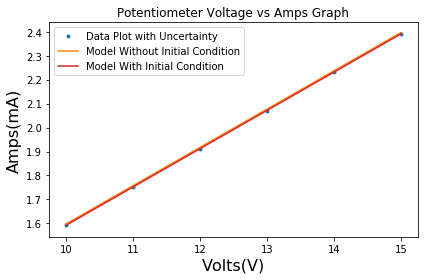 Potentiometer Voltage vs Amps Graph
Data Plot with Uncertainty
Model Without Initial Condition
Model With Initial Condition
Amps(mA)
2.4
2.3
2.2
2.1
2.0
1.9
1.8
1.7
1.6
10 11 12 13 14 15
Volts(V)